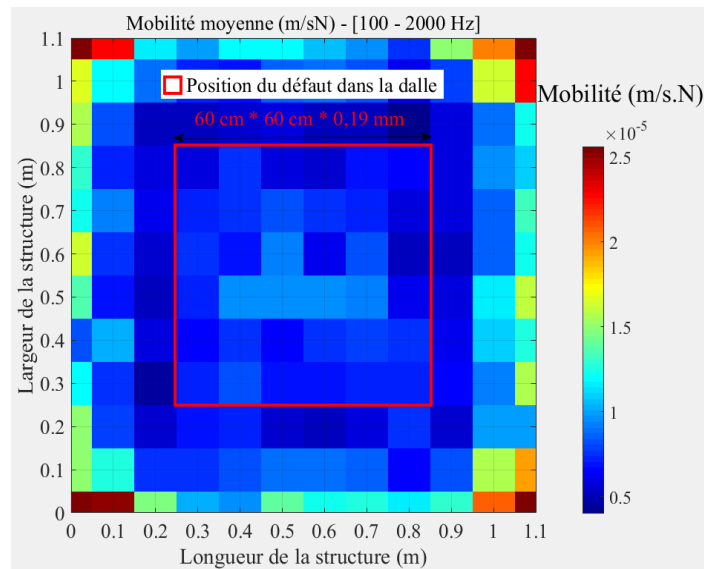 Mobilité moyenne (m/sN) - [100 - 2000 Hz]
Position du défaut dans la dalle
60 cm * 60 cm * 0,19 mm
Mobilité (m/s.N)
×10⁻⁵
2.5
2
1.5
1
0.5
Largeur de la structure (m)
1.1
1
0.9
0.8
0.7
0.6
0.5
0.4
0.3
0.2
0.1
0
0 0.1 0.2 0.3 0.4 0.5 0.6 0.7 0.8 0.9 1 1.1
Longueur de la structure (m)